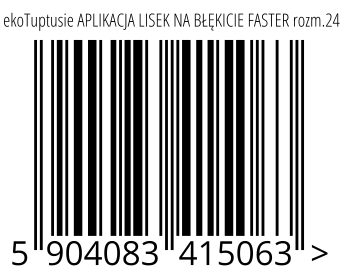 ekoTuptusie APLIKACJA LISEK NA BŁĘKICIE FASTER rozm.24
5 904083 415063 >